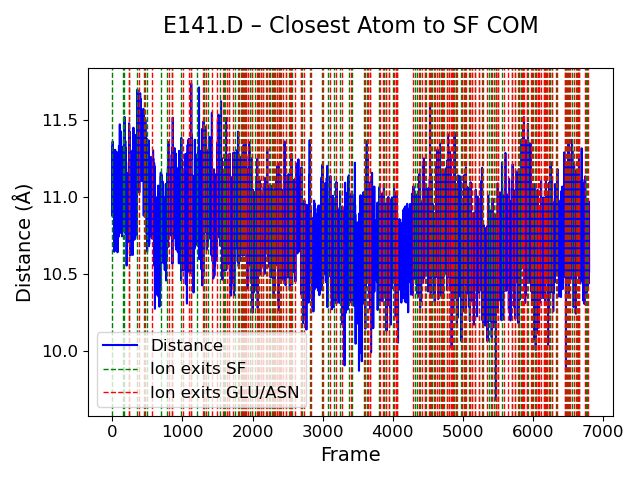 E141.D – Closest Atom to SF COM
11.5
11.0
10.5
10.0
Distance (Å)
Distance
Ion exits SF
Ion exits GLU/ASN
0 1000 2000 3000 4000 5000 6000 7000
Frame